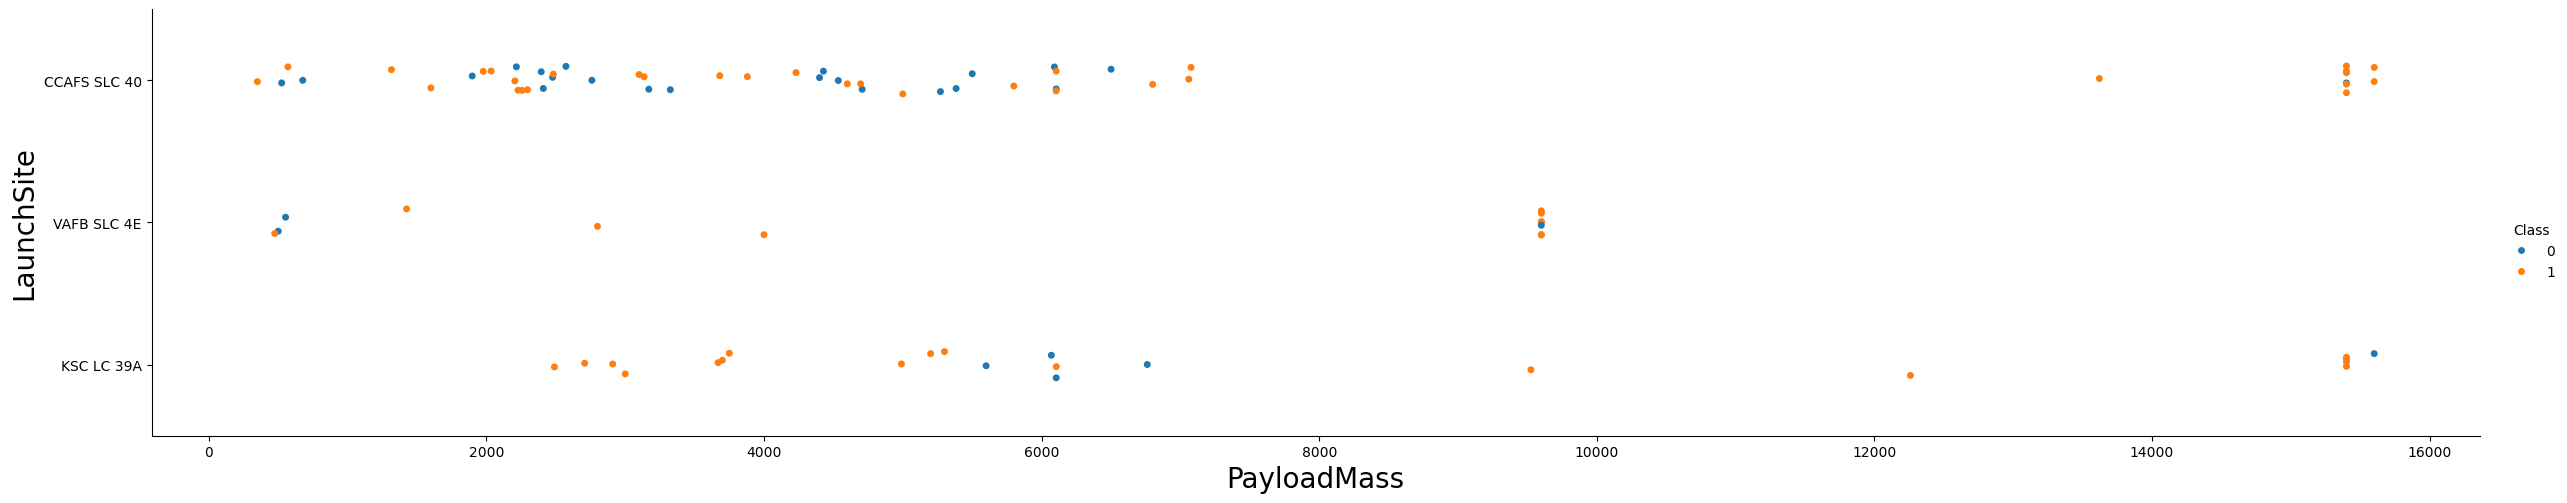 LaunchSite
CCAFS SLC 40
VAFB SLC 4E
KSC LC 39A
0 2000 4000 6000 8000 10000 12000 14000 16000
PayloadMass
Class
0
1